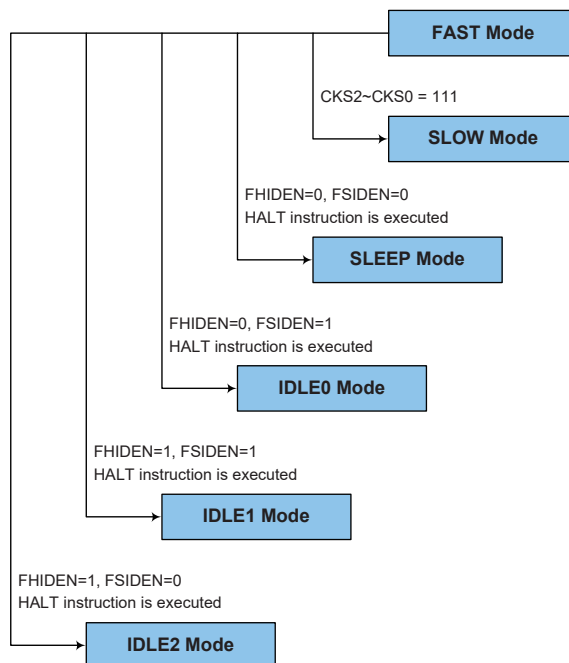 FAST Mode
CKS2~CKS0 = 111
SLOW Mode
FHIDEN=0, FSIDEN=0
HALT instruction is executed
SLEEP Mode
FHIDEN=0, FSIDEN=1
HALT instruction is executed
IDLE0 Mode
FHIDEN=1, FSIDEN=1
HALT instruction is executed
IDLE1 Mode
FHIDEN=1, FSIDEN=0
HALT instruction is executed
IDLE2 Mode